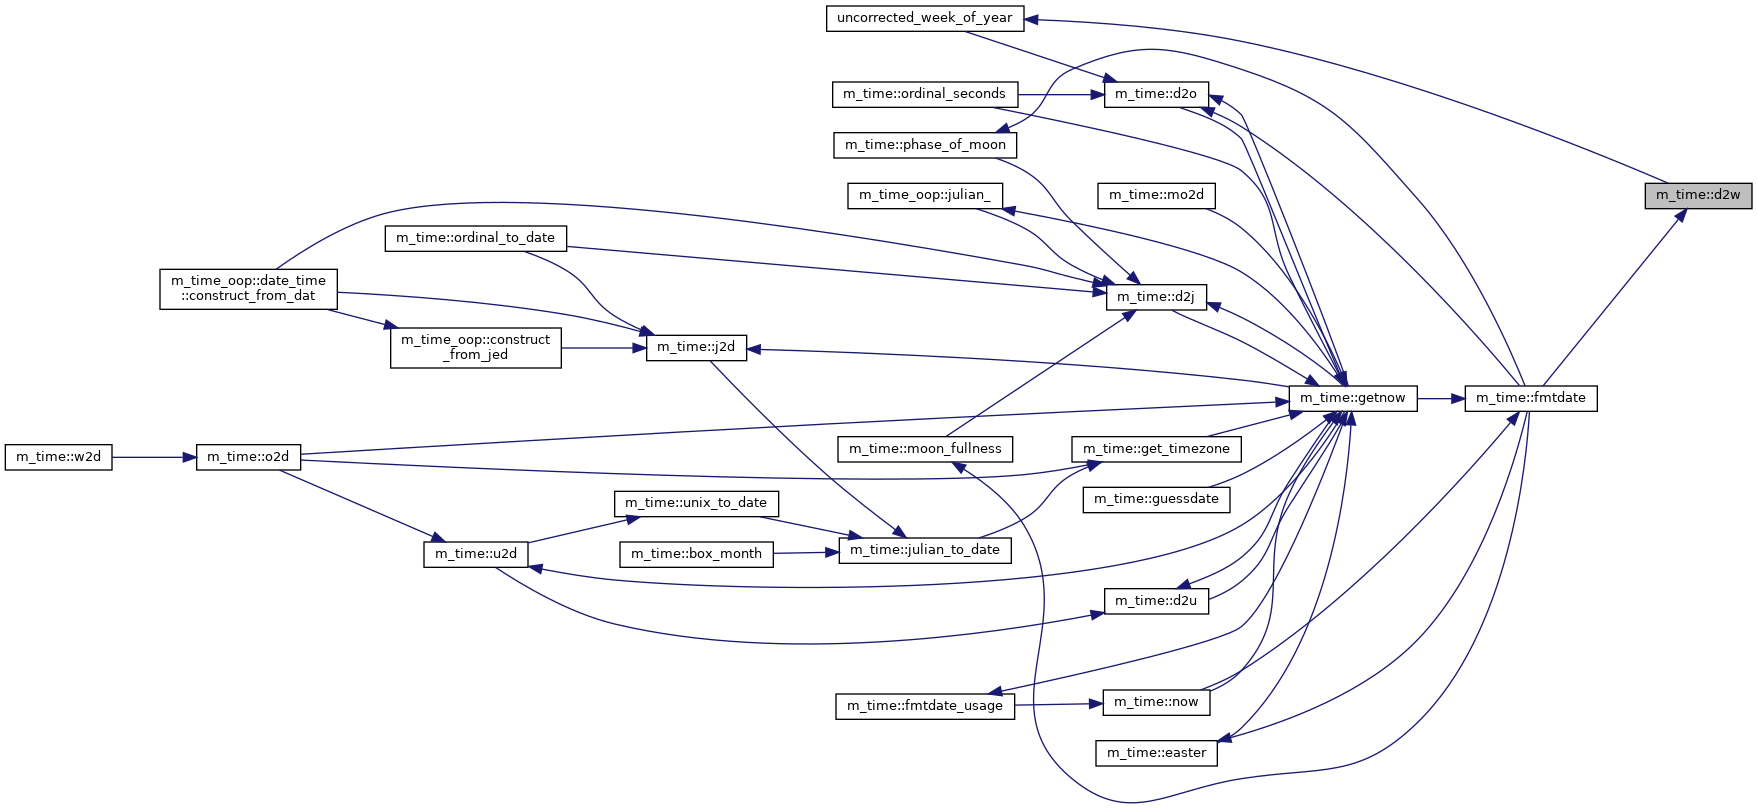 uncorrected_week_of_year
m_time::ordinal_seconds
m_time::d2o
m_time::phase_of_moon
m_time_oop::julian_
m_time::mo2d
m_time::d2w
m_time::ordinal_to_date
m_time_oop::date_time
::construct_from_dat
m_time::d2j
m_time_oop::construct
_from_jed
m_time::j2d
m_time::getnow
m_time::fmtdate
m_time::w2d
m_time::o2d
m_time::moon_fullness
m_time::get_timezone
m_time::guessdate
m_time::unix_to_date
m_time::u2d
m_time::box_month
m_time::julian_to_date
m_time::d2u
m_time::fmtdate_usage
m_time::now
m_time::easter